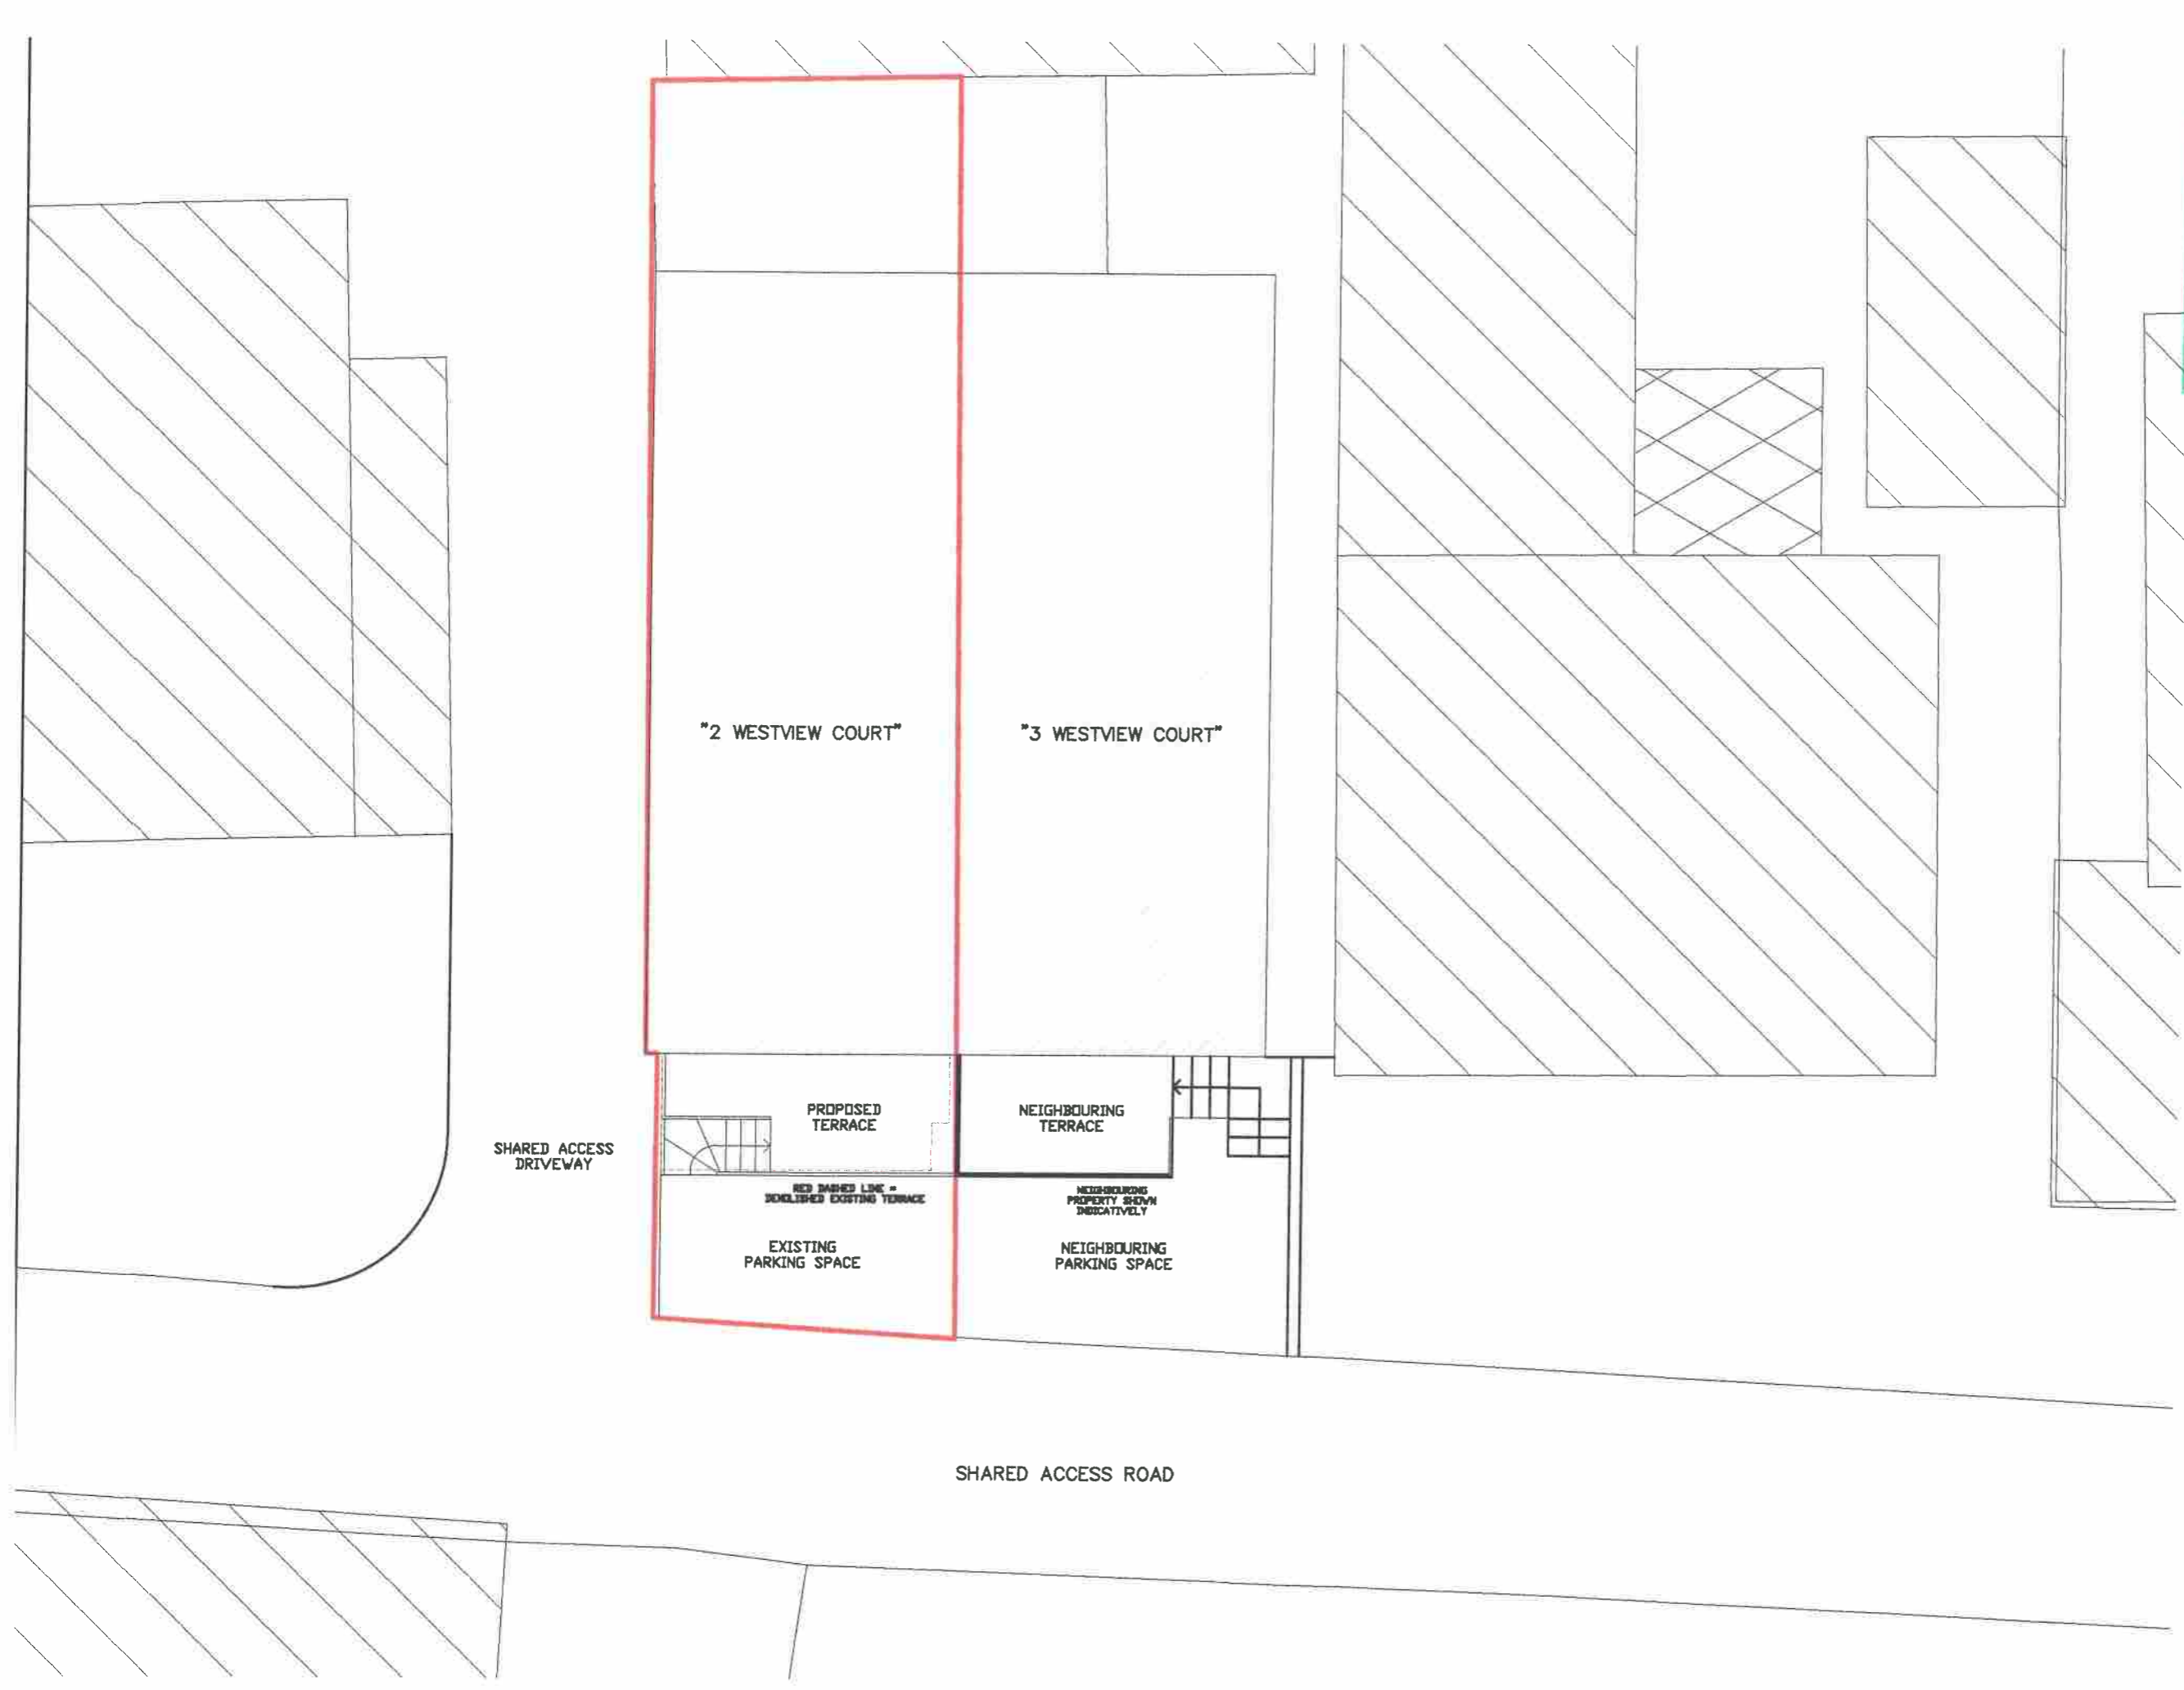 "2 WESTVIEW COURT"
"3 WESTVIEW COURT"
PROPOSED
TERRACE
NEIGHBOURING
TERRACE
SHARED ACCESS
DRIVEWAY
RED DASHED LINE =
DEMOLISHED EXISTING TERRACE
NEIGHBOURING
PROPERTY SHOWN
INDICATIVELY
EXISTING
PARKING SPACE
NEIGHBOURING
PARKING SPACE
SHARED ACCESS ROAD